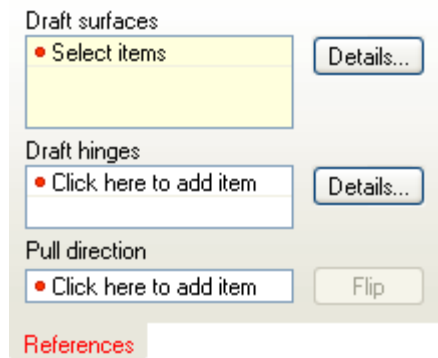 Draft surfaces
Select items
Details...
Draft hinges
Click here to add item
Details...
Pull direction
Click here to add item
Flip
References